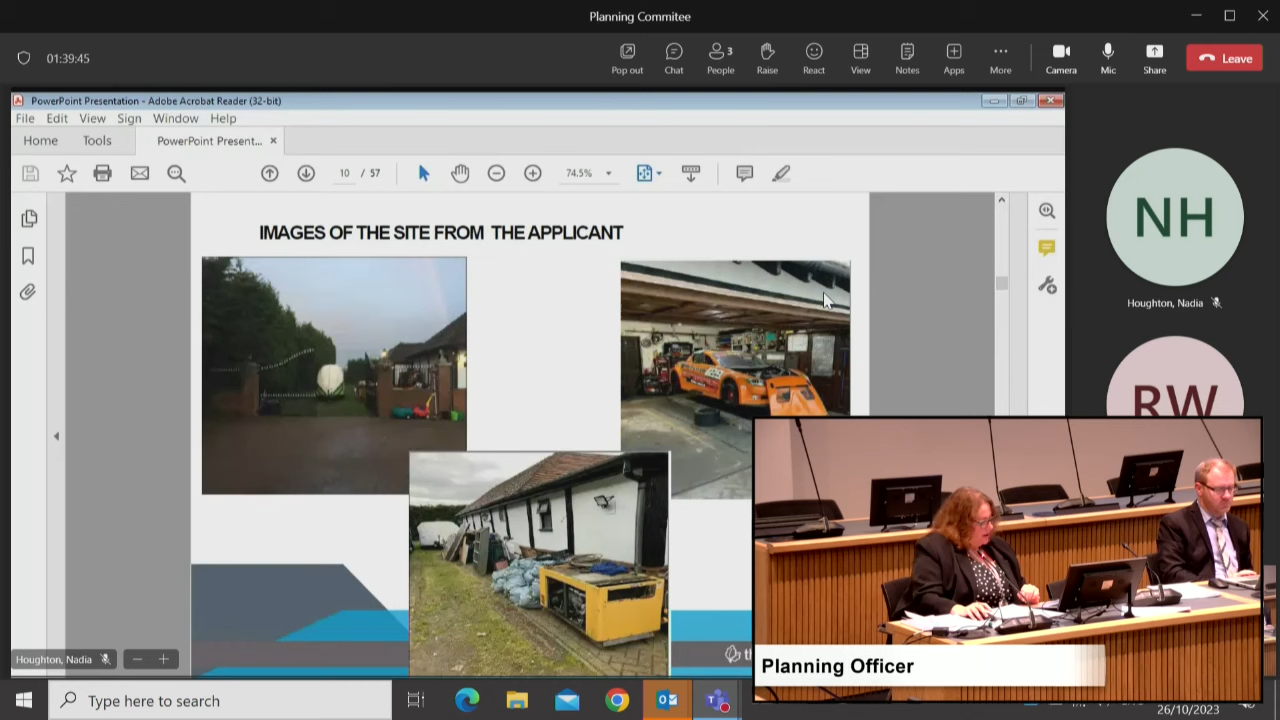 Planning Commitee
01:39:45
Pop out
Chat
People
3
Raise
React
View
Notes
Apps
More
Camera
Mic
Share
Leave
PowerPoint Presentation - Adobe Acrobat Reader (32-bit)
File Edit View Sign Window Help
Home Tools PowerPoint Present...
10 / 57
74.5%
IMAGES OF THE SITE FROM THE APPLICANT
NH
Houghton, Nadia
RW
Houghton, Nadia
Planning Officer
Type here to search
26/10/2023